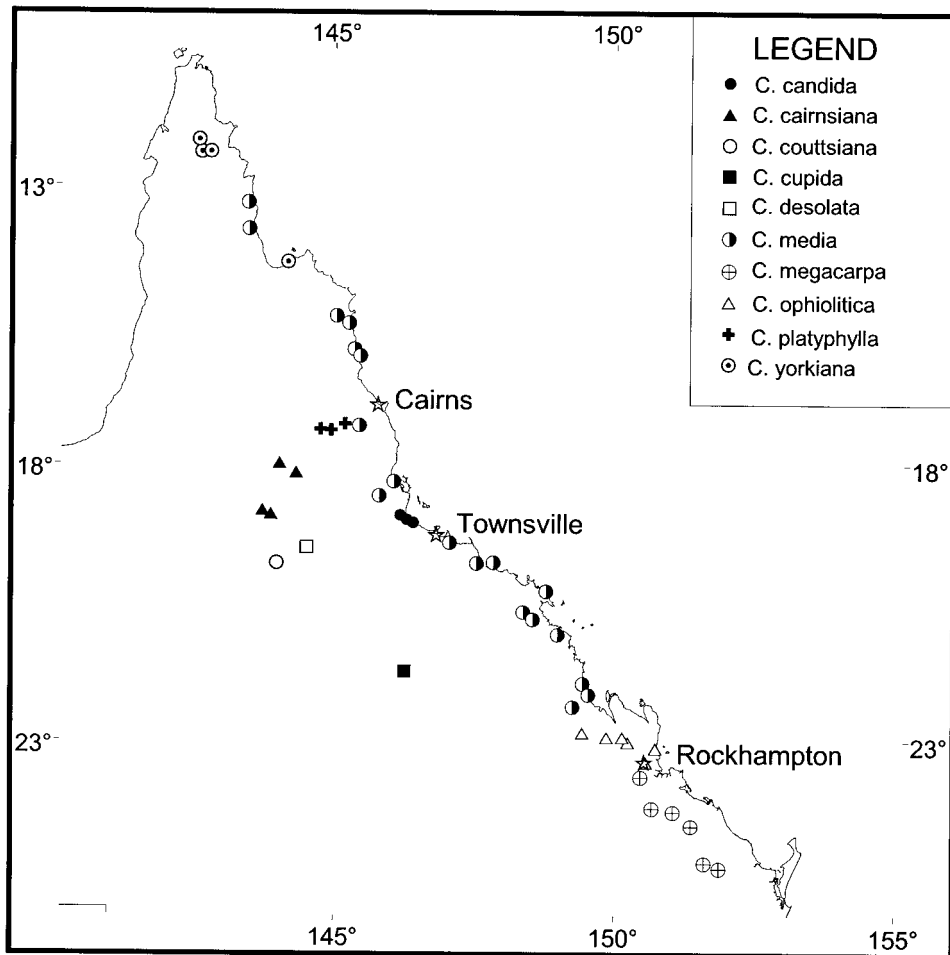 145°
150°
LEGEND
C. candida
C. cairnsiana
C. couttsiana
C. cupida
C. desolata
C. media
C. megacarpa
C. ophiolitica
C. platyphylla
C. yorkiana
13°
Cairns
18°
18°
Townsville
23°
23°
Rockhampton
145°
150°
155°